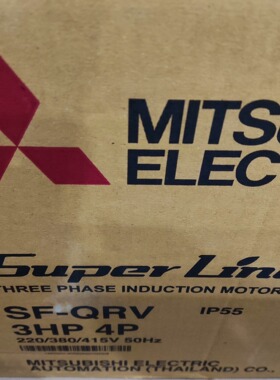 MITSU
ELEC
Super Line
THREE PHASE INDUCTION MOTOR
SF-QRV IP55
3HP 4P
220/380/415V 50Hz
MITSUBISHI ELECTRIC
AUTOMATION (THAILAND) CO.,